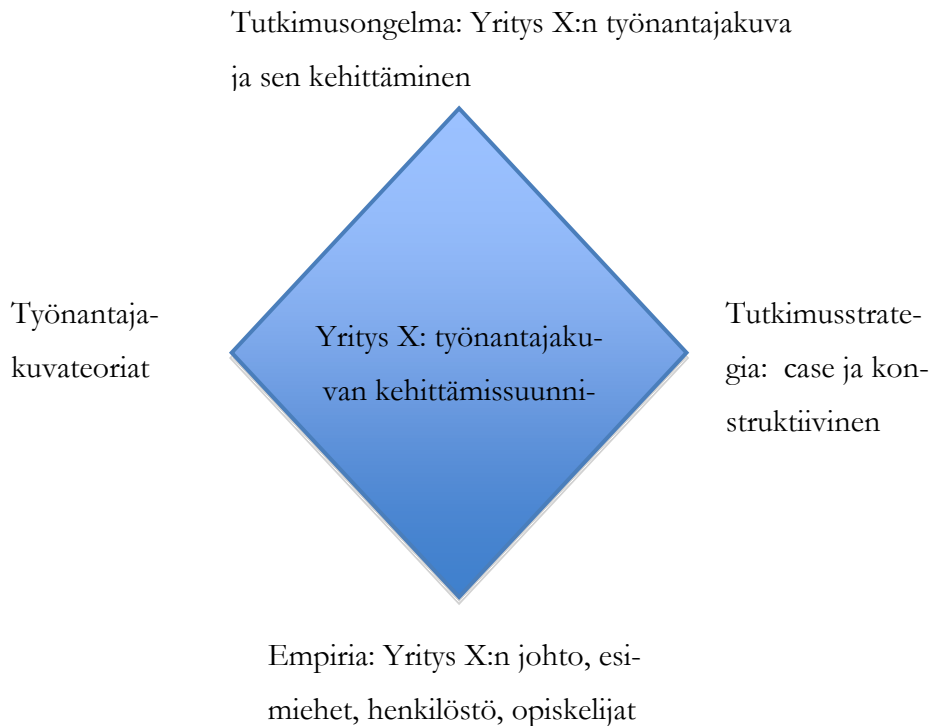 Tutkimusongelma: Yritys X:n työnantajakuva
ja sen kehittäminen
Työnantaja-
kuvateoriat
Yritys X: työnantajaku-
van kehittämissuunni-
Tutkimusstrate-
gia: case ja kon-
struktiivinen
Empiria: Yritys X:n johto, esi-
miehet, henkilöstö, opiskelijat